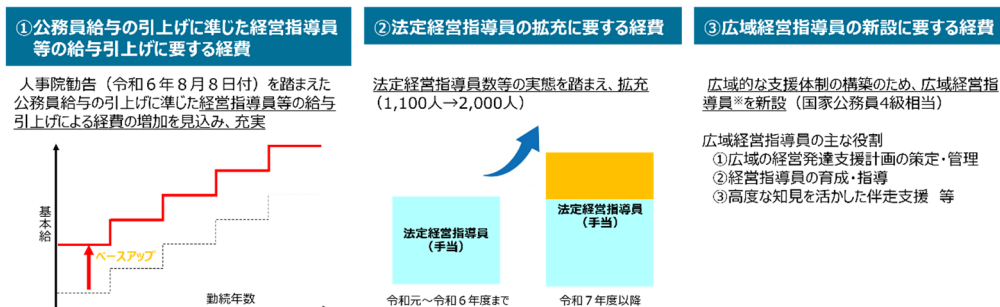 ①公務員給与の引上げに準じた経営指導員
等の給与引上げに要する経費
人事院勧告（令和６年８月８日付）を踏まえた
公務員給与の引上げに準じた経営指導員等の給与
引上げによる経費の増加を見込み、充実
基本給
ベースアップ
勤続年数
②法定経営指導員の拡充に要する経費
法定経営指導員数等の実態を踏まえ、拡充
（1,100人→2,000人）
法定経営指導員
（手当）
令和元～令和６年度まで
法定経営指導員
（手当）
令和７年度以降
③広域経営指導員の新設に要する経費
広域的な支援体制の構築のため、広域経営指
導員※を新設（国家公務員４級相当）
広域経営指導員の主な役割
①広域の経営発達支援計画の策定・管理
②経営指導員の育成・指導
③高度な知見を活かした伴走支援　等